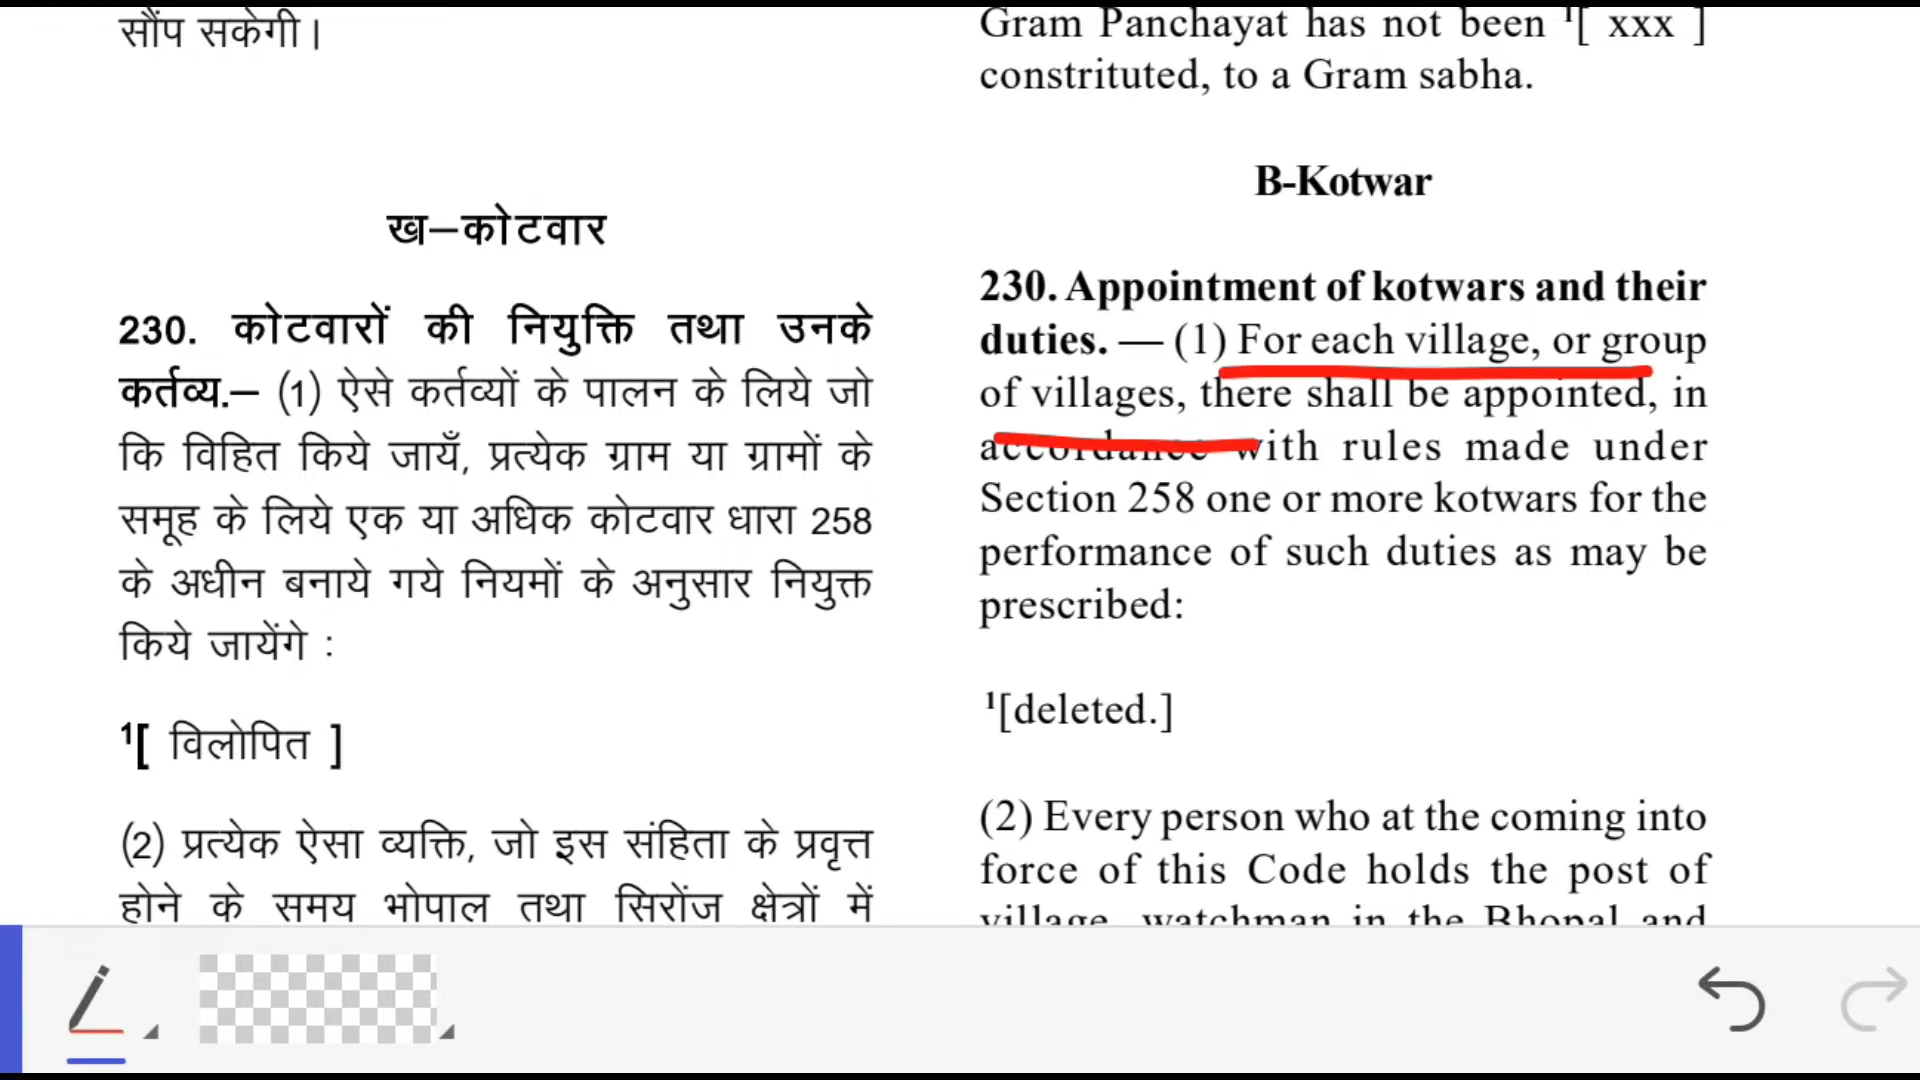 सौंप सकेगी।
ख–कोटवार
230. कोटवारों की नियुक्ति तथा उनके
कर्तव्य.– (1) ऐसे कर्तव्यों के पालन के लिये जो
कि विहित किये जायँ, प्रत्येक ग्राम या ग्रामों के
समूह के लिये एक या अधिक कोटवार धारा 258
के अधीन बनाये गये नियमों के अनुसार नियुक्त
किये जायेंगे :
¹[ विलोपित ]
(2) प्रत्येक ऐसा व्यक्ति, जो इस संहिता के प्रवृत्त
होने के समय भोपाल तथा सिरोंज क्षेत्रों में
Gram Panchayat has not been ¹[ xxx ]
constrituted, to a Gram sabha.
B-Kotwar
230. Appointment of kotwars and their
duties. — (1) For each village, or group
of villages, there shall be appointed, in
accordance with rules made under
Section 258 one or more kotwars for the
performance of such duties as may be
prescribed:
¹[deleted.]
(2) Every person who at the coming into
force of this Code holds the post of
village watchman in the Bhopal and